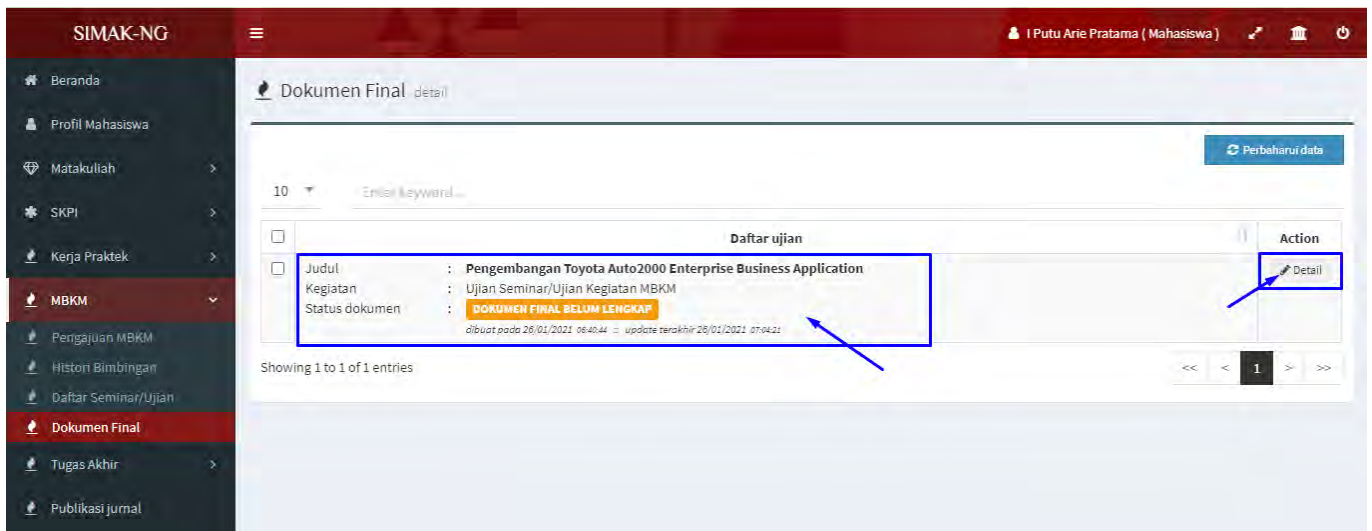 SIMAK-NG
I Putu Arie Pratama ( Mahasiswa )
Beranda
Profil Mahasiswa
Matakuliah
SKPI
Kerja Praktek
MBKM
Pengajuan MBKM
Histori Bimbingan
Daftar Seminar/Ujian
Dokumen Final
Tugas Akhir
Publikasi jurnal
Dokumen Final detail
Perbaharui data
10
Enter keyword...
Daftar ujian
Action
Judul : Pengembangan Toyota Auto2000 Enterprise Business Application
Kegiatan : Ujian Seminar/Ujian Kegiatan MBKM
Status dokumen : DOKUMEN FINAL BELUM LENGKAP
dibuat pada 26/01/2021 06:40:44 :: update terakhir 26/01/2021 07:04:21
Detail
Showing 1 to 1 of 1 entries
<< < 1 > >>